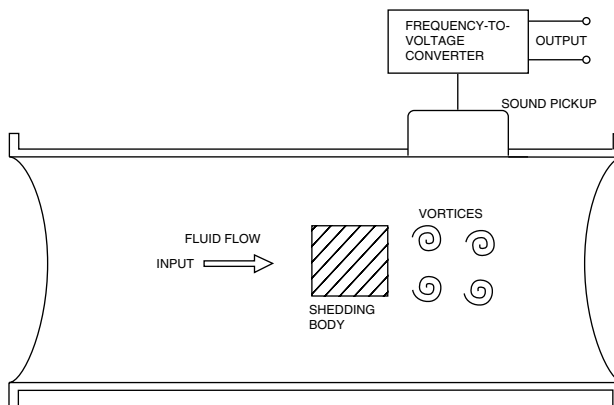 FREQUENCY-TO-
VOLTAGE
CONVERTER
OUTPUT
SOUND PICKUP
VORTICES
FLUID FLOW
INPUT
SHEDDING
BODY